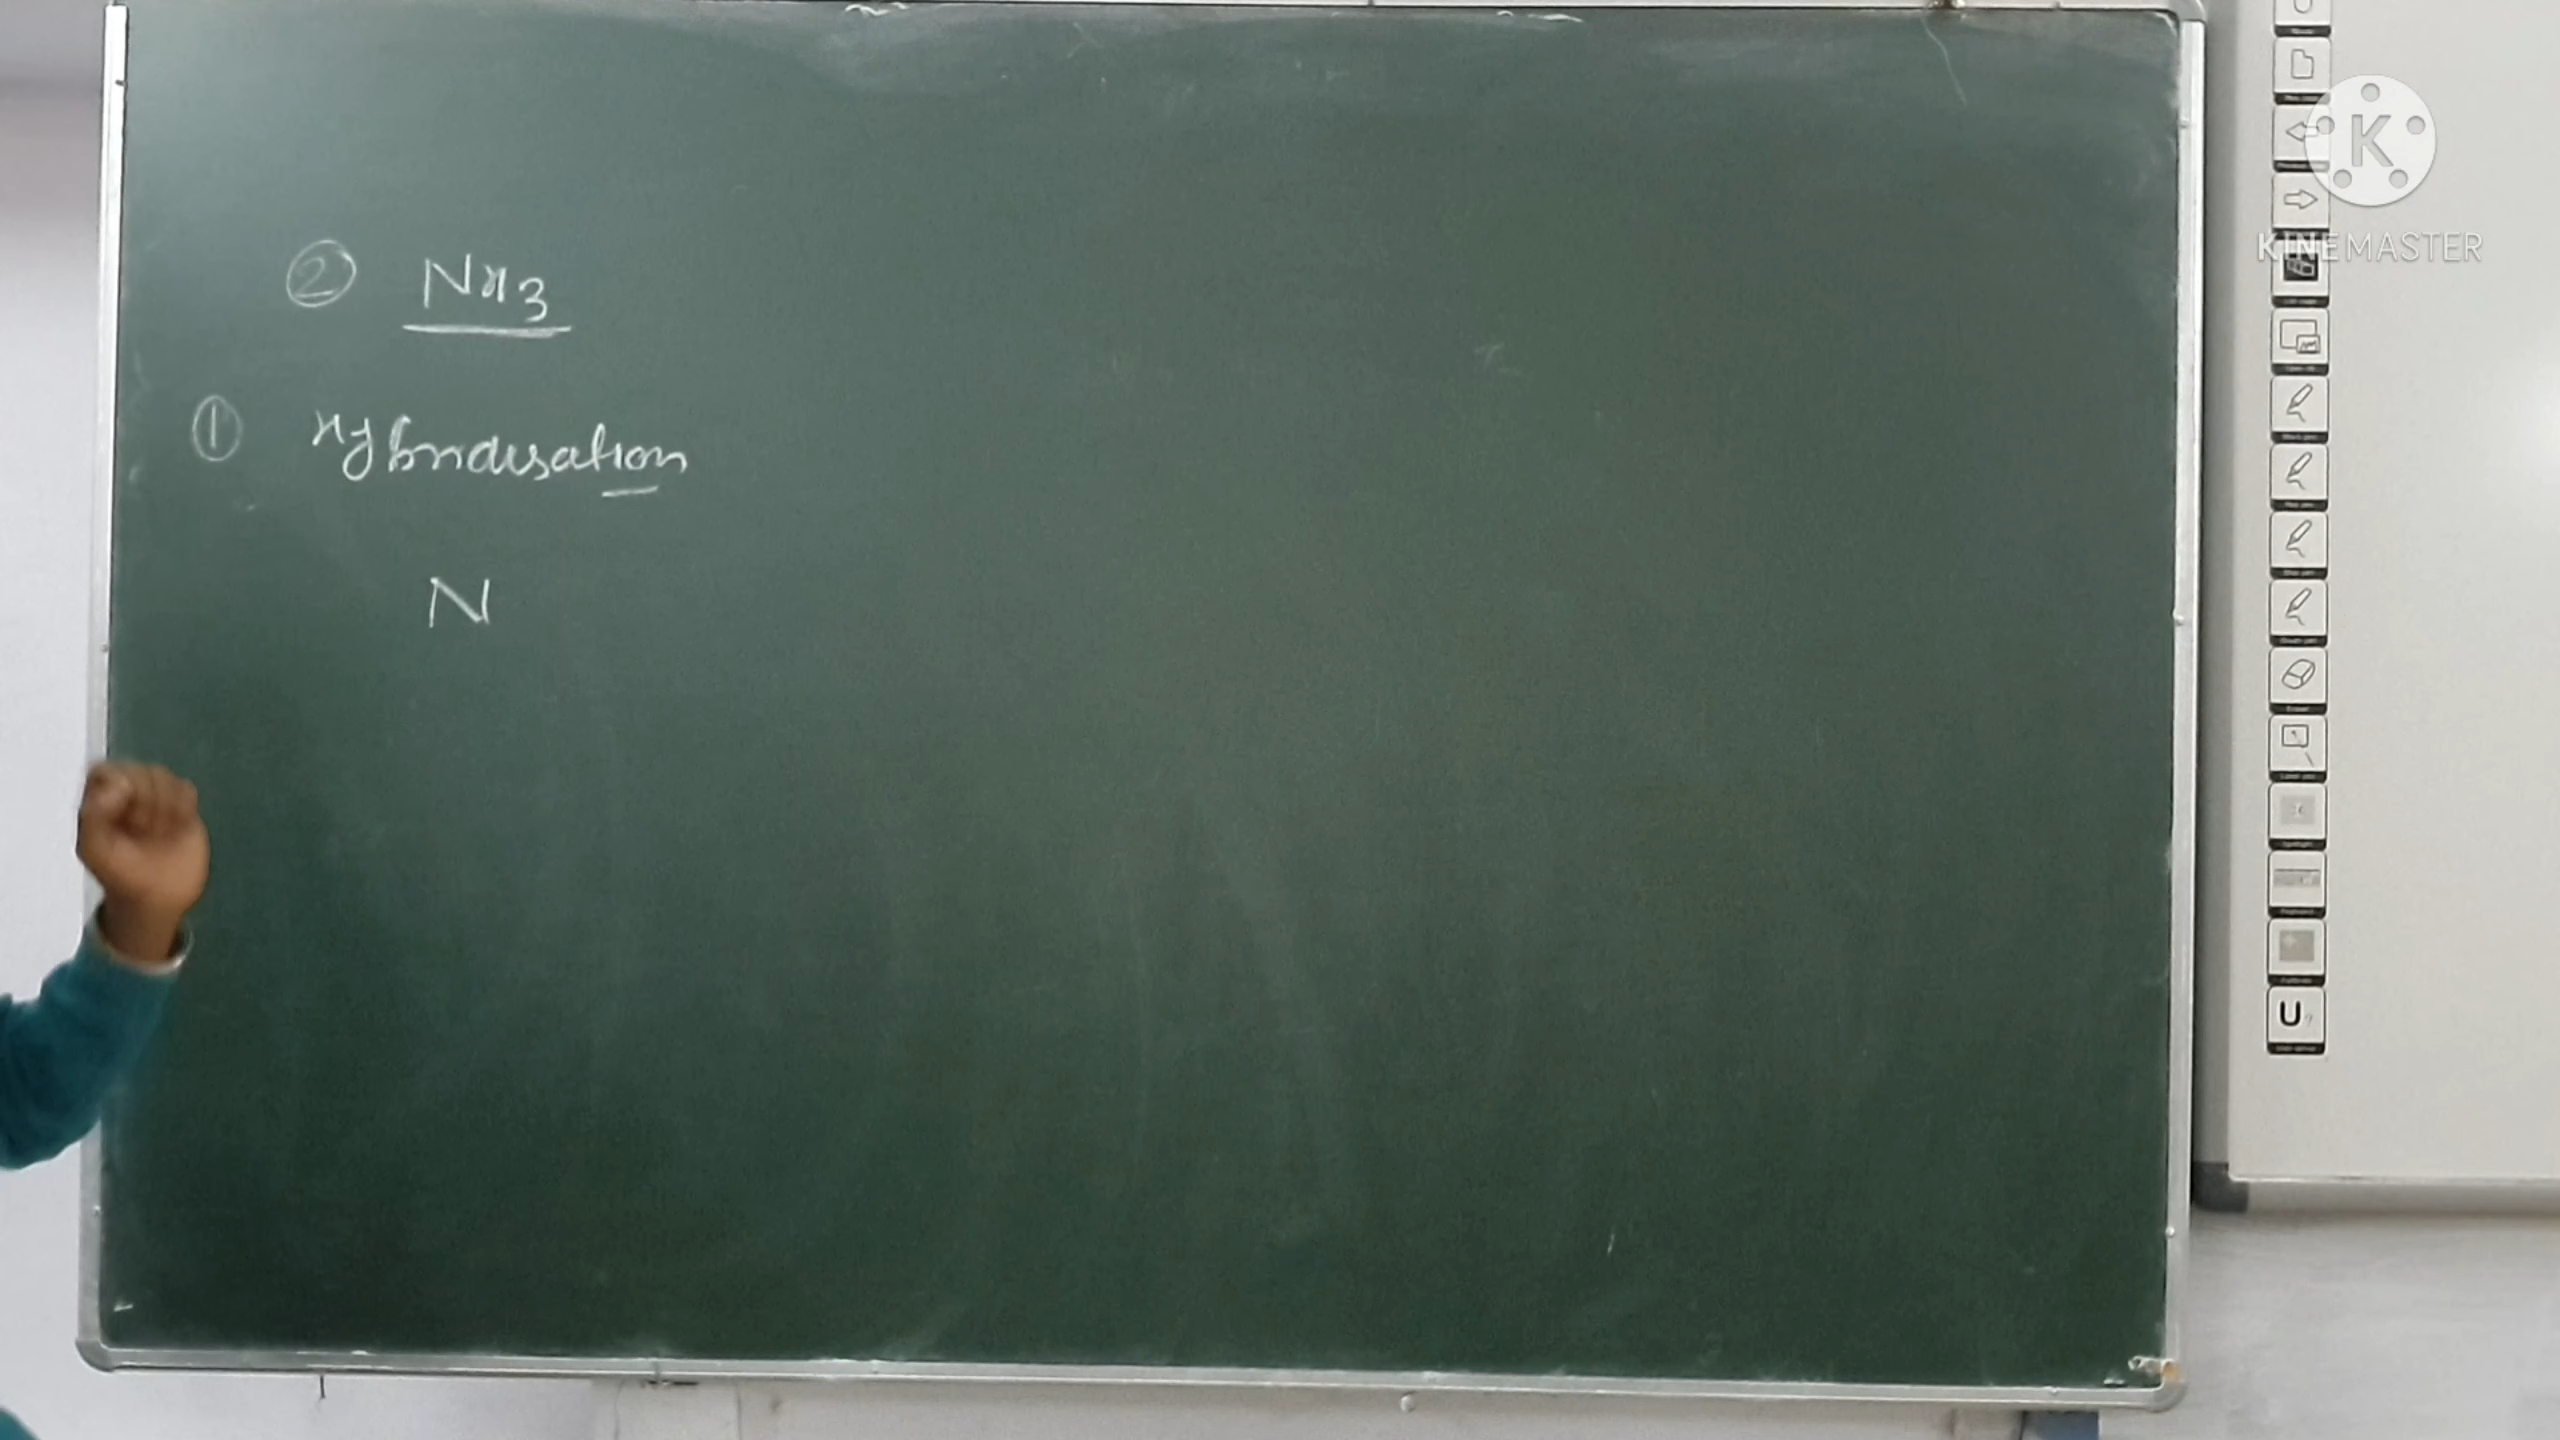 ② NH3
① Hybridisation
N
K
KINEMASTER
U